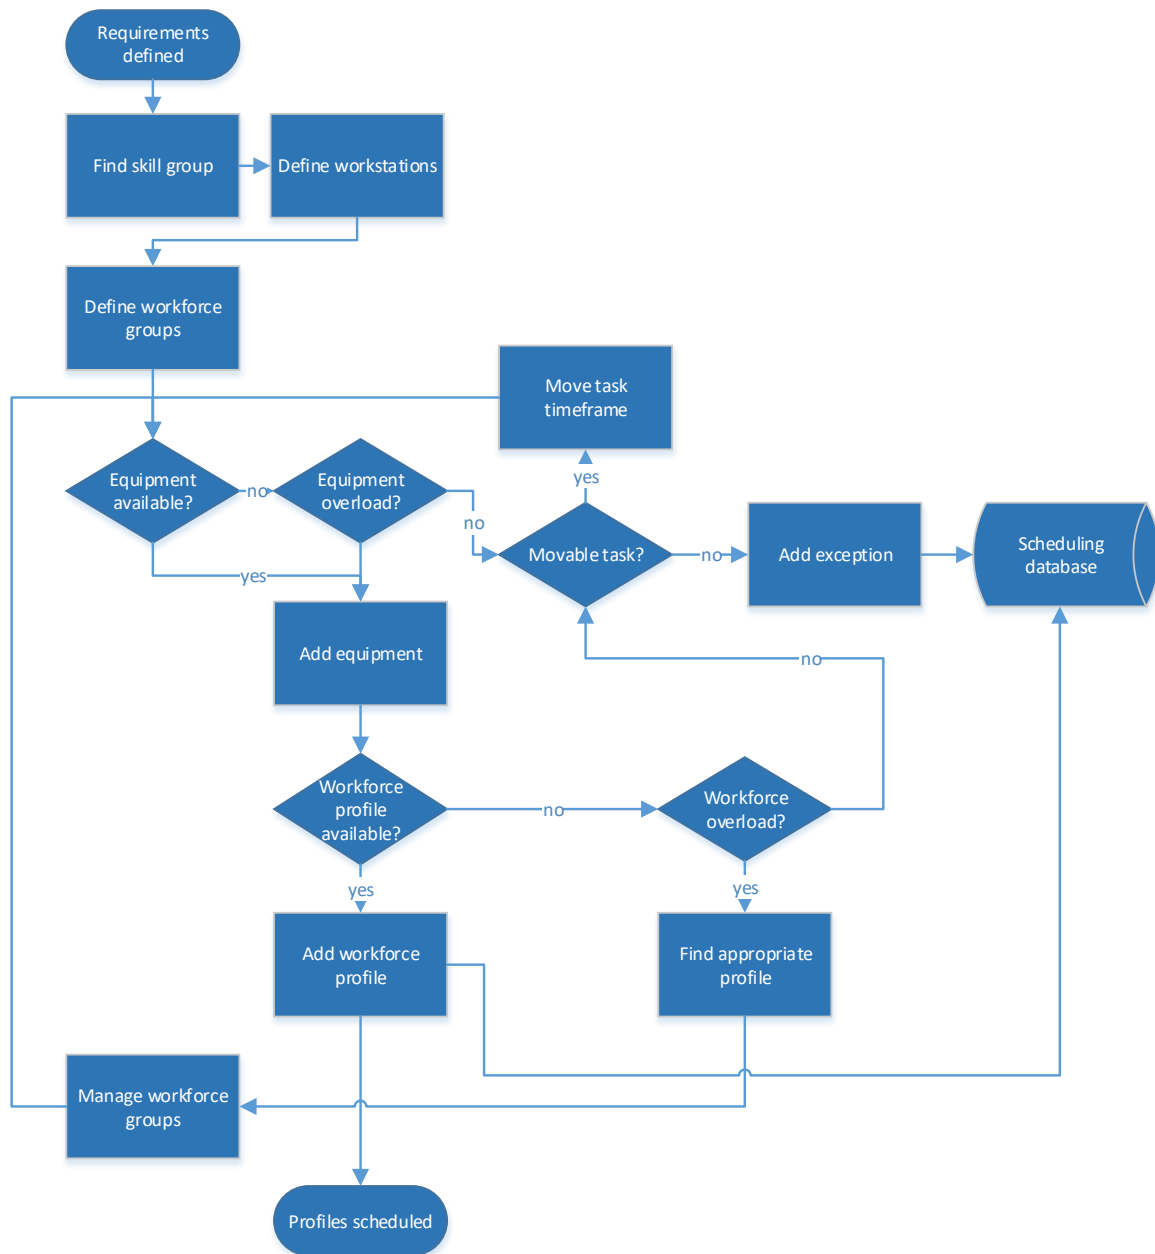 Requirements
defined
Find skill group
Define workstations
Define workforce
groups
Move task
timeframe
yes
Equipment
available?
no
Equipment
overload?
no
Movable task?
no
Add exception
Scheduling
database
yes
Add equipment
no
Workforce
profile
available?
no
Workforce
overload?
yes
yes
Add workforce
profile
Find appropriate
profile
Manage workforce
groups
Profiles scheduled